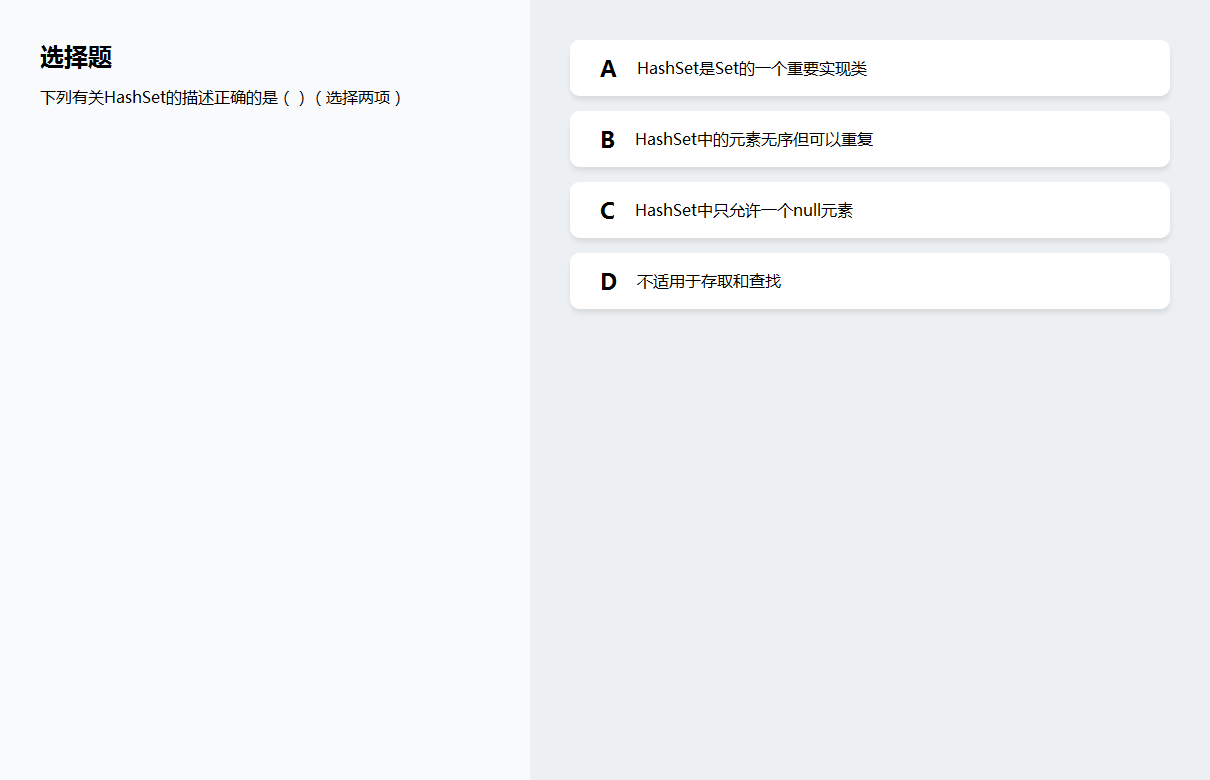 选择题
下列有关HashSet的描述正确的是（ ）（选择两项）
A HashSet是Set的一个重要实现类
B HashSet中的元素无序但可以重复
C HashSet中只允许一个null元素
D 不适用于存取和查找